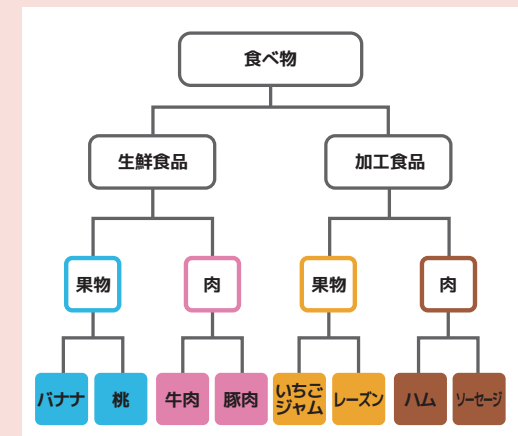 食べ物
生鮮食品
加工食品
果物
肉
果物
肉
バナナ
桃
牛肉
豚肉
いちご
ジャム
レーズン
ハム
ソーセージ